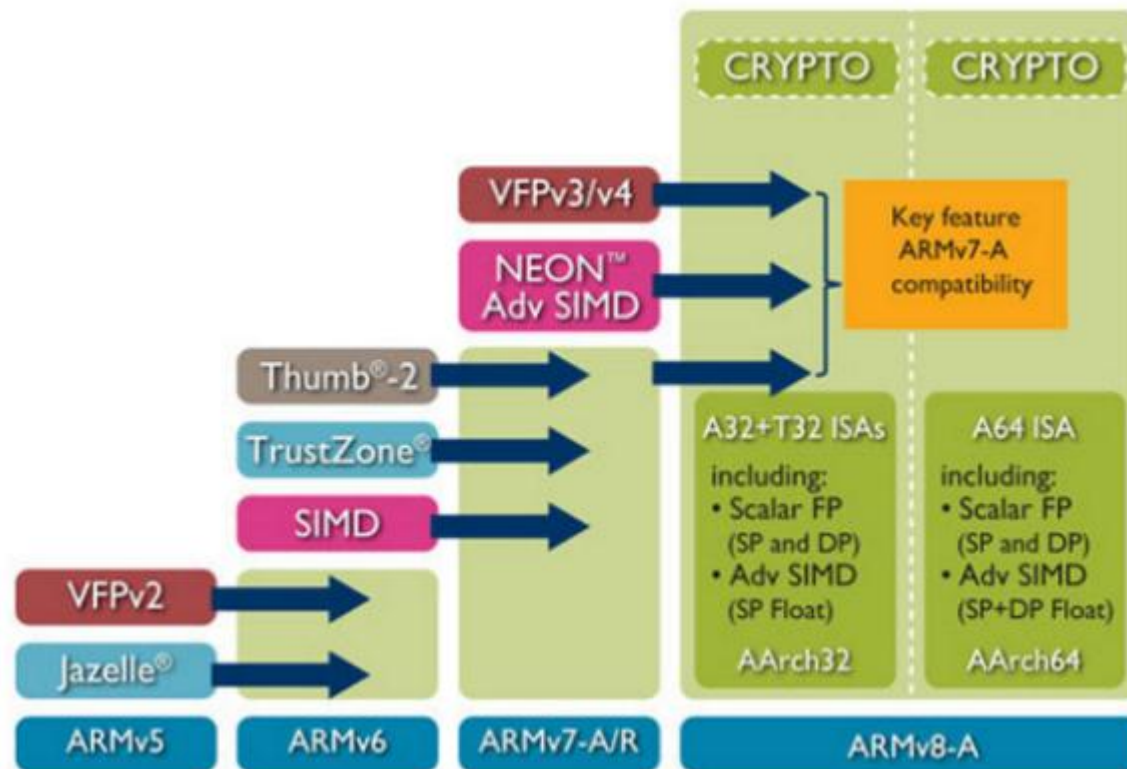 CRYPTO
CRYPTO
VFPv3/v4
NEON™
Adv SIMD
Key feature
ARMv7-A
compatibility
Thumb®-2
TrustZone®
SIMD
A32+T32 ISAs
including:
• Scalar FP
(SP and DP)
• Adv SIMD
(SP Float)
AArch32
A64 ISA
including:
• Scalar FP
(SP and DP)
• Adv SIMD
(SP+DP Float)
AArch64
VFPv2
Jazelle®
ARMv5
ARMv6
ARMv7-A/R
ARMv8-A